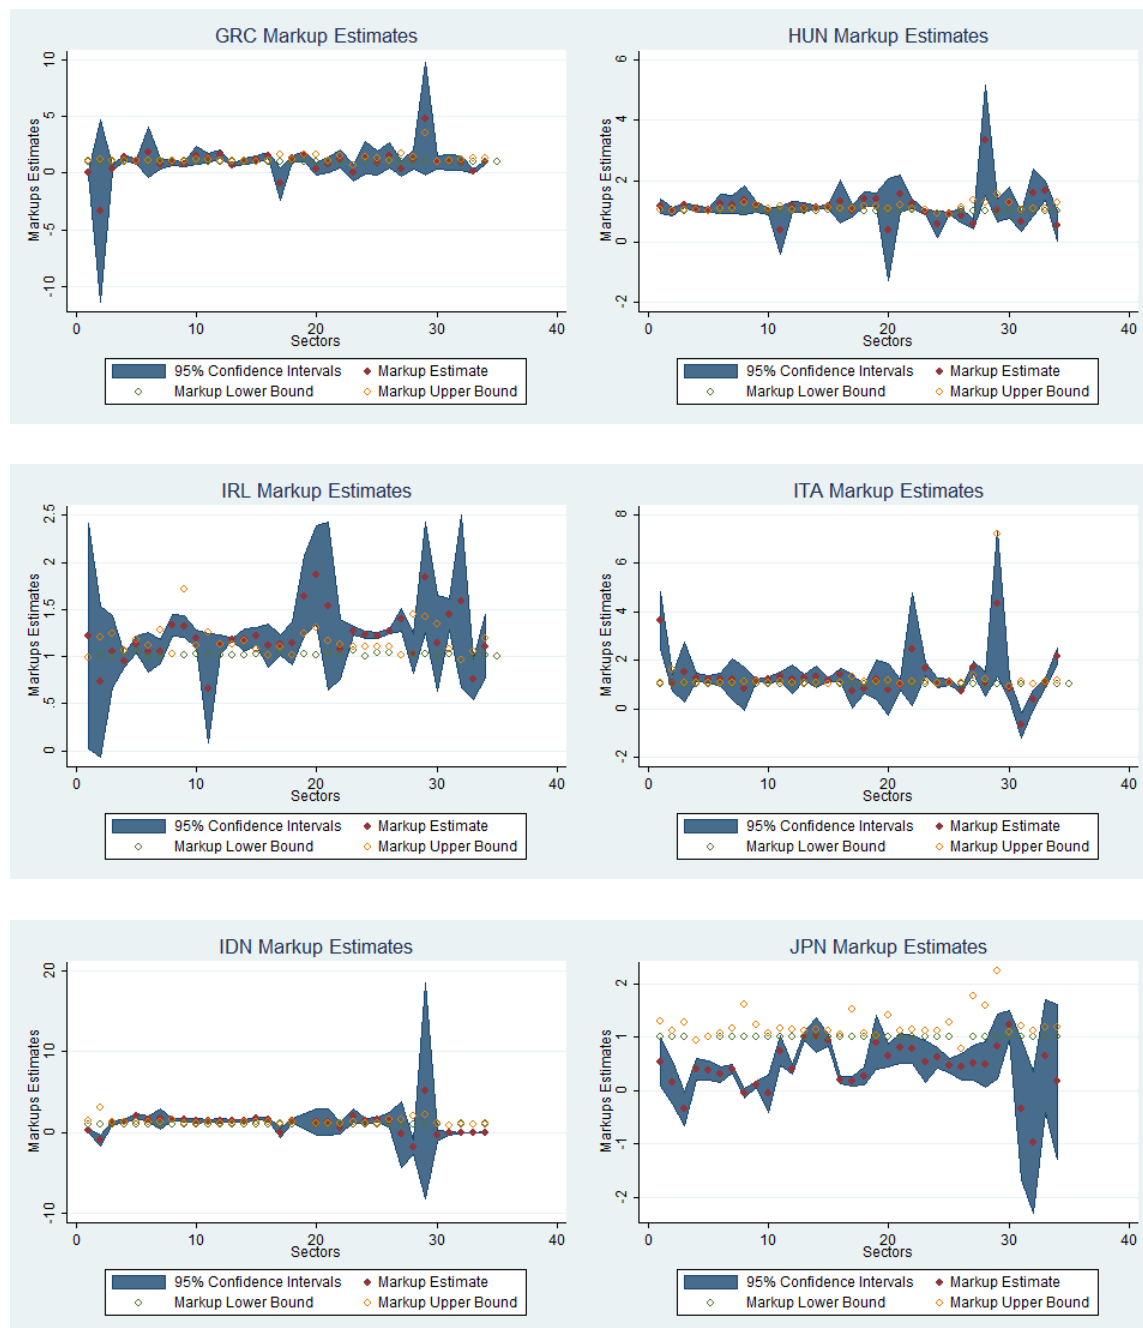 GRC Markup Estimates
Markups Estimates
10
5
0
-5
-10
0 10 20 30 40
Sectors
95% Confidence Intervals Markup Estimate
Markup Lower Bound Markup Upper Bound
HUN Markup Estimates
Markups Estimates
6
4
2
0
-2
0 10 20 30 40
Sectors
95% Confidence Intervals Markup Estimate
Markup Lower Bound Markup Upper Bound
IRL Markup Estimates
Markups Estimates
2.5
2
1.5
1
.5
0
0 10 20 30 40
Sectors
95% Confidence Intervals Markup Estimate
Markup Lower Bound Markup Upper Bound
ITA Markup Estimates
Markups Estimates
8
6
4
2
0
-2
0 10 20 30 40
Sectors
95% Confidence Intervals Markup Estimate
Markup Lower Bound Markup Upper Bound
IDN Markup Estimates
Markups Estimates
20
10
0
-10
0 10 20 30 40
Sectors
95% Confidence Intervals Markup Estimate
Markup Lower Bound Markup Upper Bound
JPN Markup Estimates
Markups Estimates
2
1
0
-1
-2
0 10 20 30 40
Sectors
95% Confidence Intervals Markup Estimate
Markup Lower Bound Markup Upper Bound